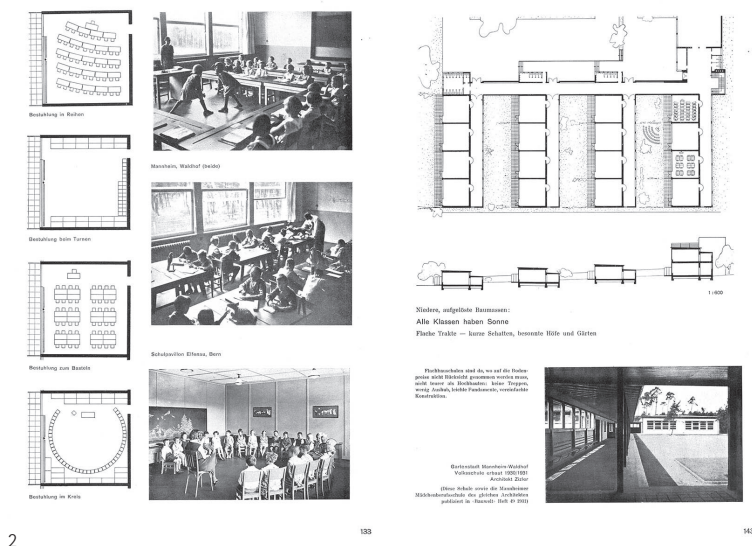 Bestuhlung in Reihen
Bestuhlung beim Turnen
Bestuhlung zum Basteln
Bestuhlung im Kreis
Mannheim, Waldhof (beide)
Schulpavillon Elfenau, Bern
133
2
1:600
Niedere, aufgelöste Baumassen:
Alle Klassen haben Sonne
Flache Trakte — kurze Schatten, besonnte Höfe und Gärten
Flachbauschulen sind da, wo auf die Boden-
preise nicht Rücksicht genommen werden muss,
nicht teurer als Hochbauten: keine Treppen,
wenig Aushub, leichte Fundamente, vereinfachte
Konstruktion.
Gartenstadt Mannheim-Waldhof
Volksschule erbaut 1930/1931
Architekt Zizler
(Diese Schule sowie die Mannheimer
Mädchenberufsschule des gleichen Architekten
publiziert in «Bauwelt» Heft 49 1931)